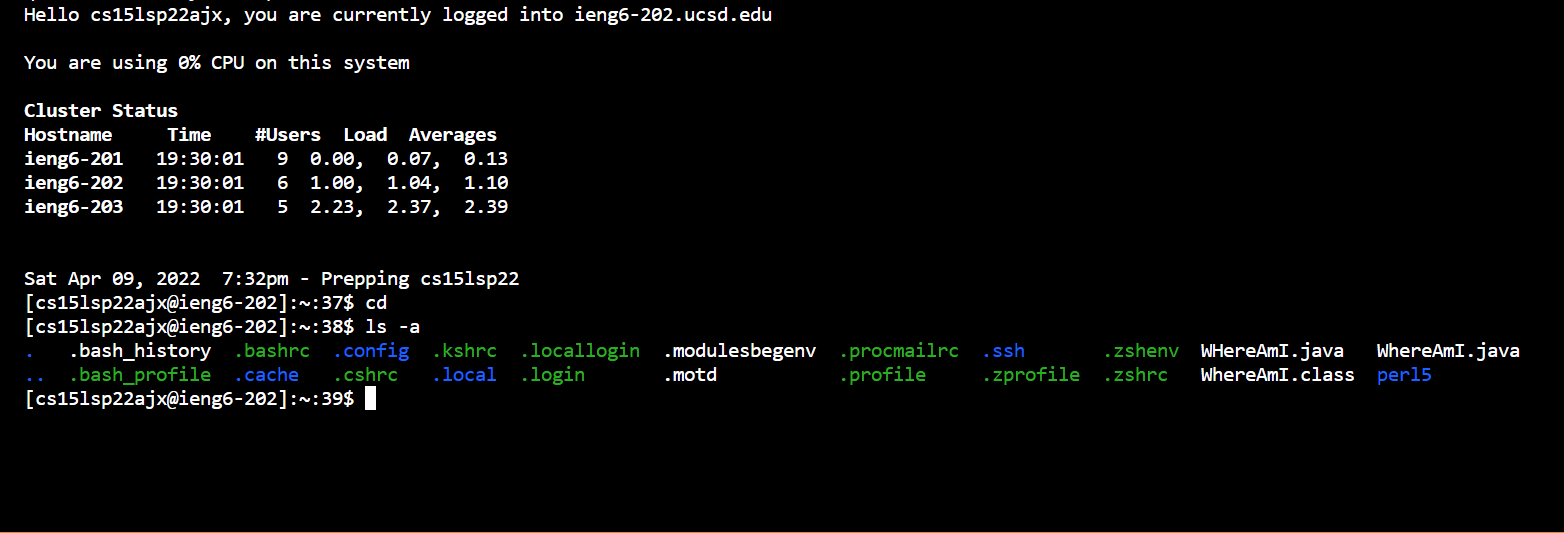 Hello cs15lsp22ajx, you are currently logged into ieng6-202.ucsd.edu
You are using 0% CPU on this system
Cluster Status
Hostname     Time    #Users  Load  Averages
ieng6-201   19:30:01   9  0.00,  0.07,  0.13
ieng6-202   19:30:01   6  1.00,  1.04,  1.10
ieng6-203   19:30:01   5  2.23,  2.37,  2.39
Sat Apr 09, 2022  7:32pm - Prepping cs15lsp22
[cs15lsp22ajx@ieng6-202]:~:37$ cd
[cs15lsp22ajx@ieng6-202]:~:38$ ls -a
.   .bash_history  .bashrc  .config  .kshrc  .locallogin  .modulesbegenv  .procmailrc  .ssh       .zshenv  WHereAmI.java   WhereAmI.java
..  .bash_profile  .cache   .cshrc   .local  .login       .motd           .profile     .zprofile  .zshrc   WhereAmI.class  perl5
[cs15lsp22ajx@ieng6-202]:~:39$